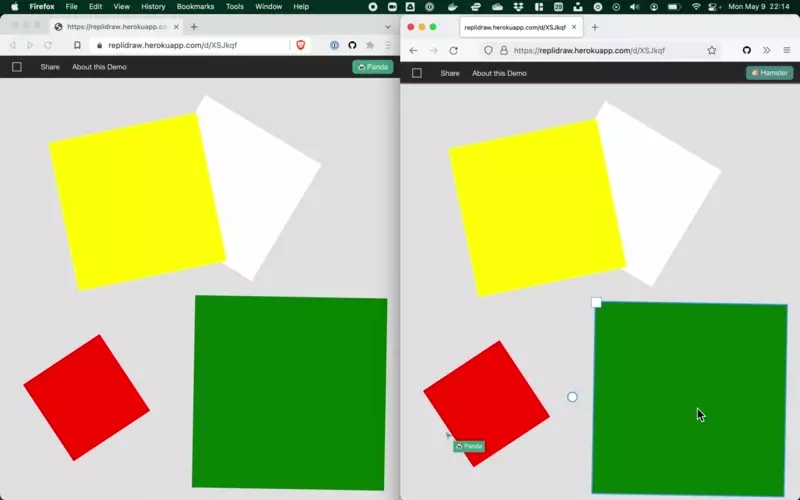 Firefox File Edit View History Bookmarks Tools Window Help Mon May 9 22:14
https://replidraw.herokuapp.co
replidraw.herokuapp.com/d/XSJkqf
Share About this Demo Panda
replidraw.herokuapp.com/d/XSJkqf
https://replidraw.herokuapp.com/d/XSJkqf
Share About this Demo Hamster
Panda